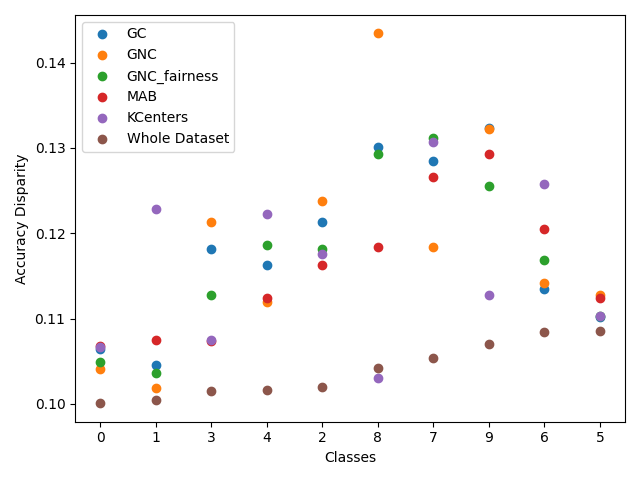 GC
GNC
GNC_fairness
MAB
KCenters
Whole Dataset
Accuracy Disparity
0.14
0.13
0.12
0.11
0.10
0 1 3 4 2 8 7 9 6 5
Classes